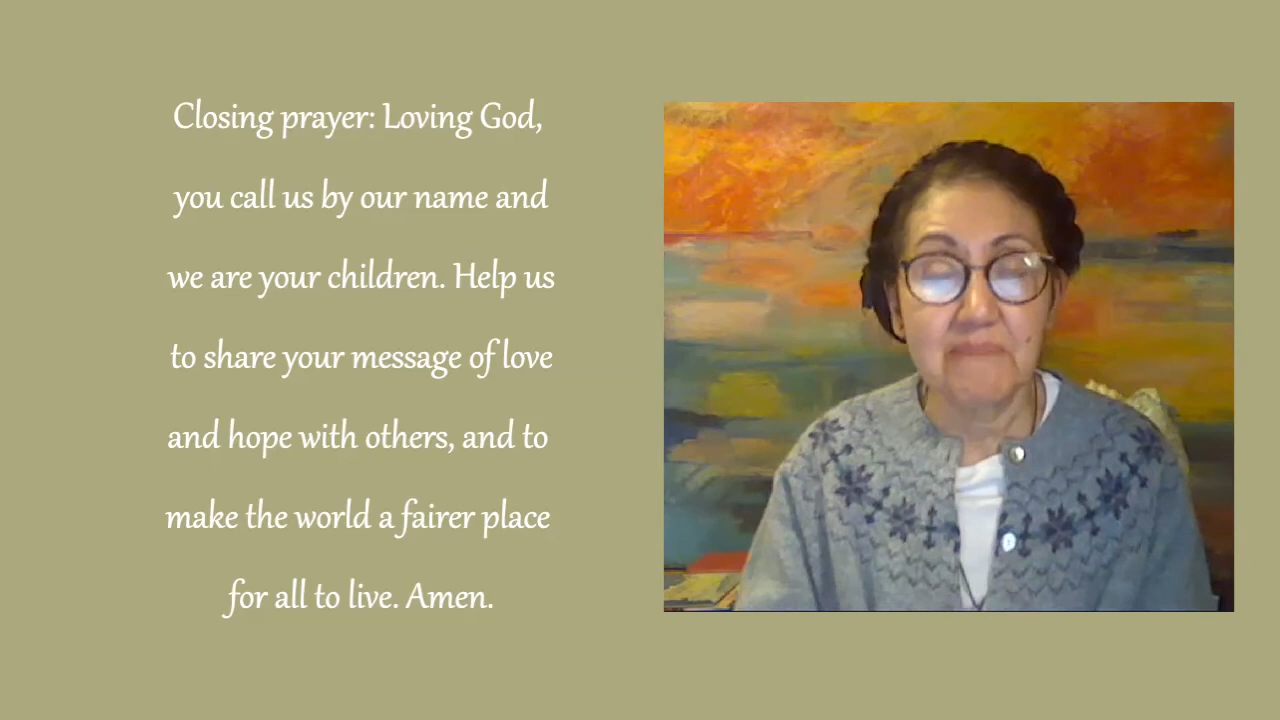 Closing prayer: Loving God,
you call us by our name and
we are your children. Help us
to share your message of love
and hope with others, and to
make the world a fairer place
for all to live. Amen.